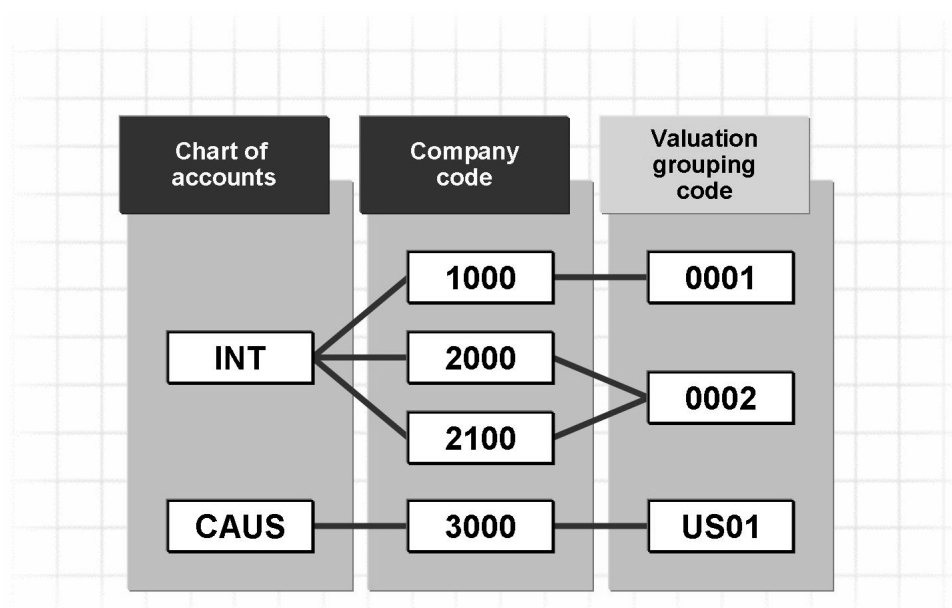 Chart of
accounts
Company
code
Valuation
grouping
code
1000
0001
INT
2000
0002
2100
CAUS
3000
US01